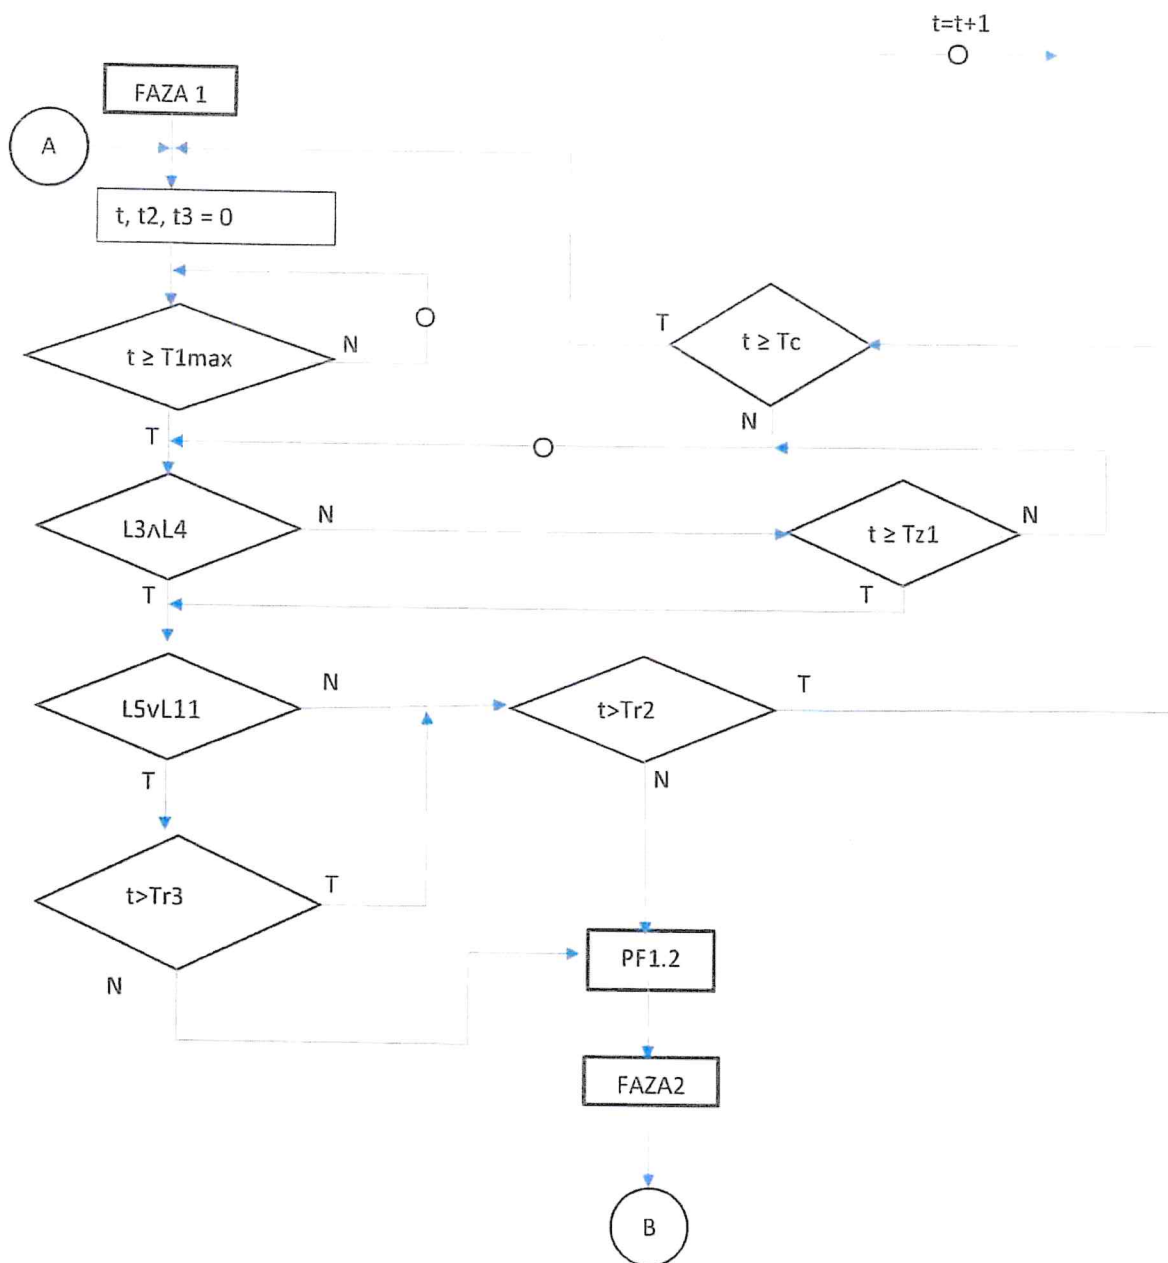 t=t+1
O
FAZA 1
A
t, t2, t3 = 0
O
t ≥ T1max
N
T
t ≥ Tc
T
N
O
L3∧L4
N
T
t ≥ Tz1
N
T
L5vL11
N
T
t>Tr2
T
N
t>Tr3
T
N
PF1.2
FAZA2
B